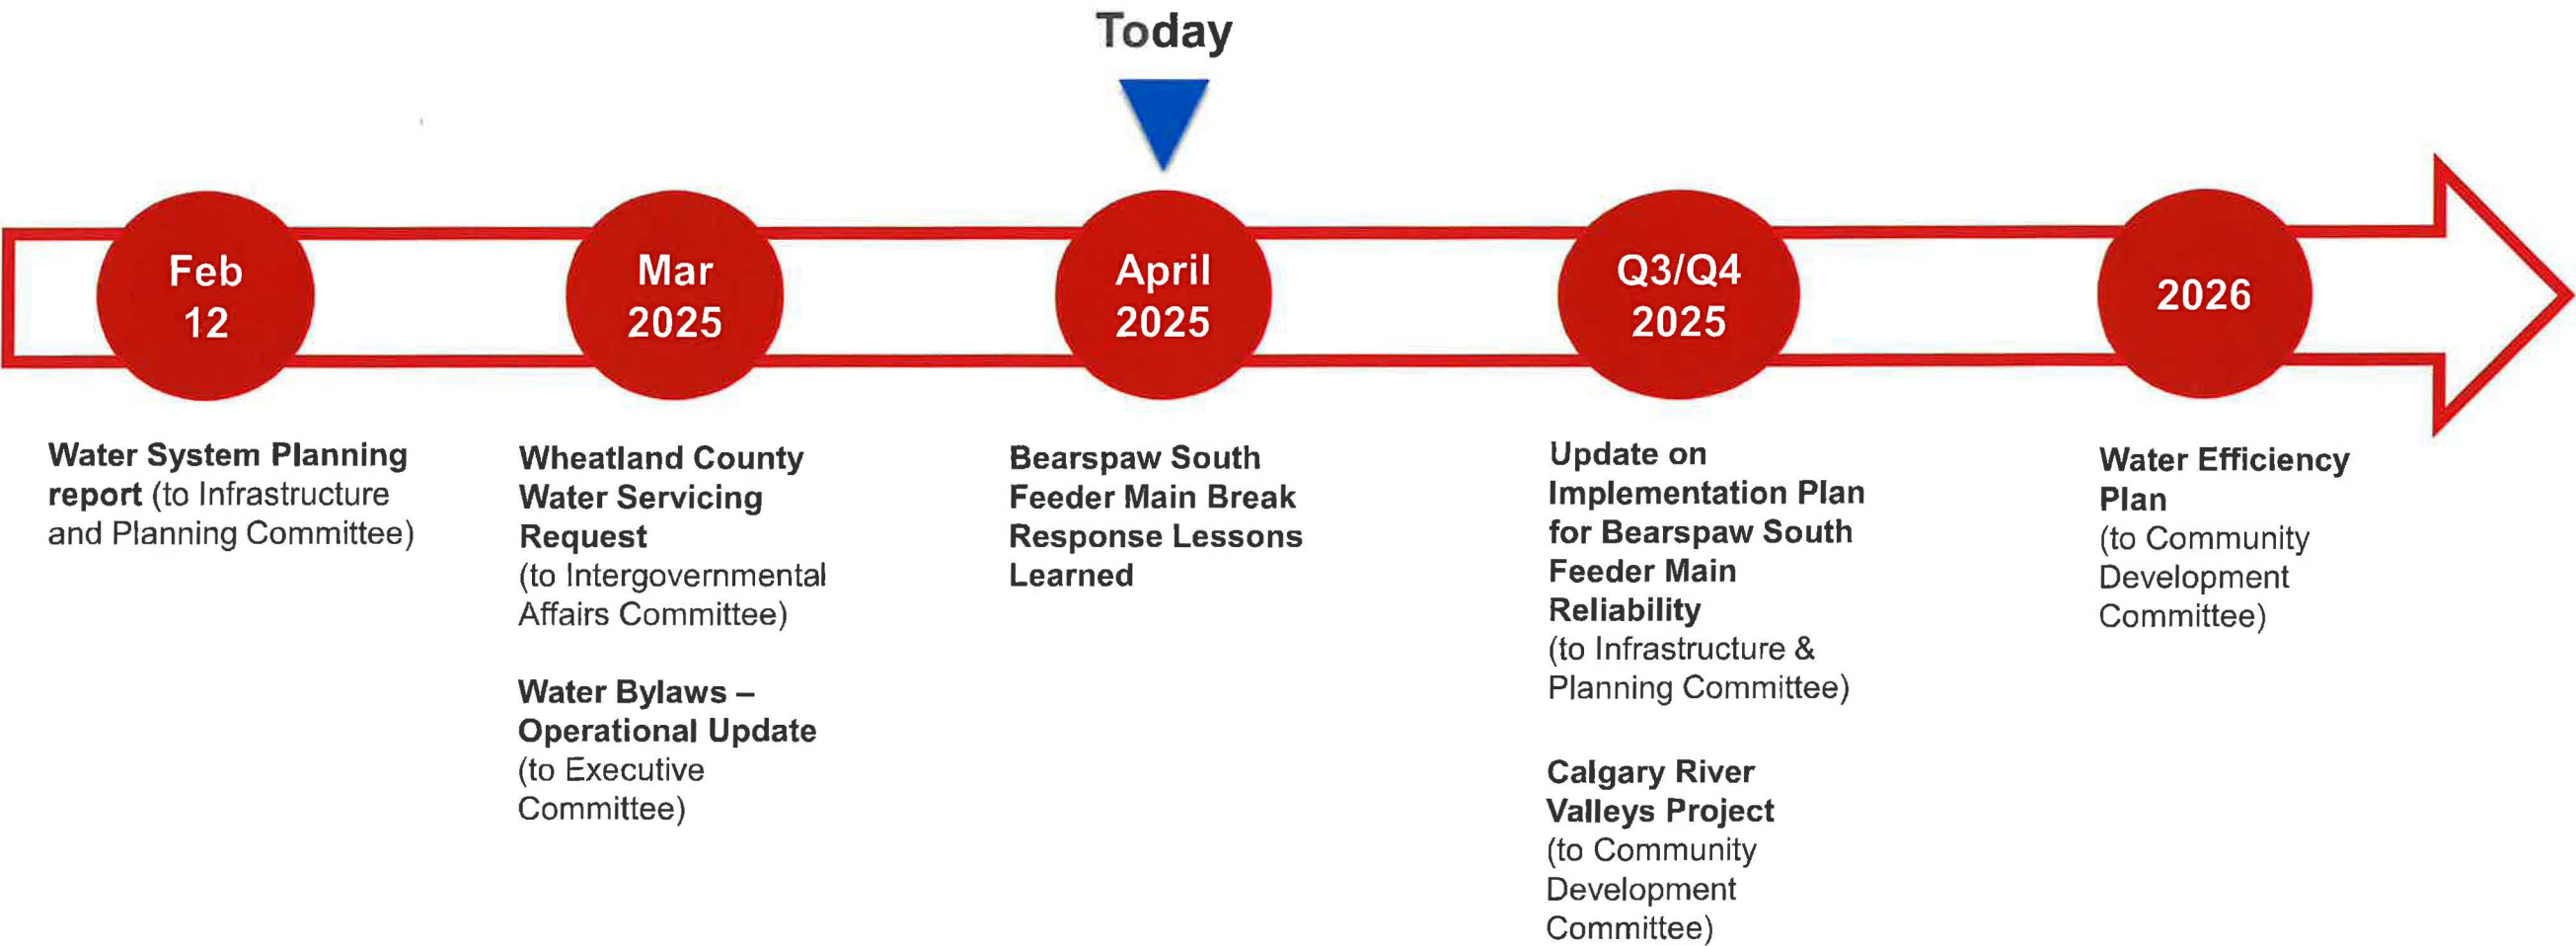 Today
Feb
12
Mar
2025
April
2025
Q3/Q4
2025
2026
Water System Planning
report (to Infrastructure
and Planning Committee)
Wheatland County
Water Servicing
Request
(to Intergovernmental
Affairs Committee)
Water Bylaws –
Operational Update
(to Executive
Committee)
Bearspaw South
Feeder Main Break
Response Lessons
Learned
Update on
Implementation Plan
for Bearspaw South
Feeder Main
Reliability
(to Infrastructure &
Planning Committee)
Calgary River
Valleys Project
(to Community
Development
Committee)
Water Efficiency
Plan
(to Community
Development
Committee)